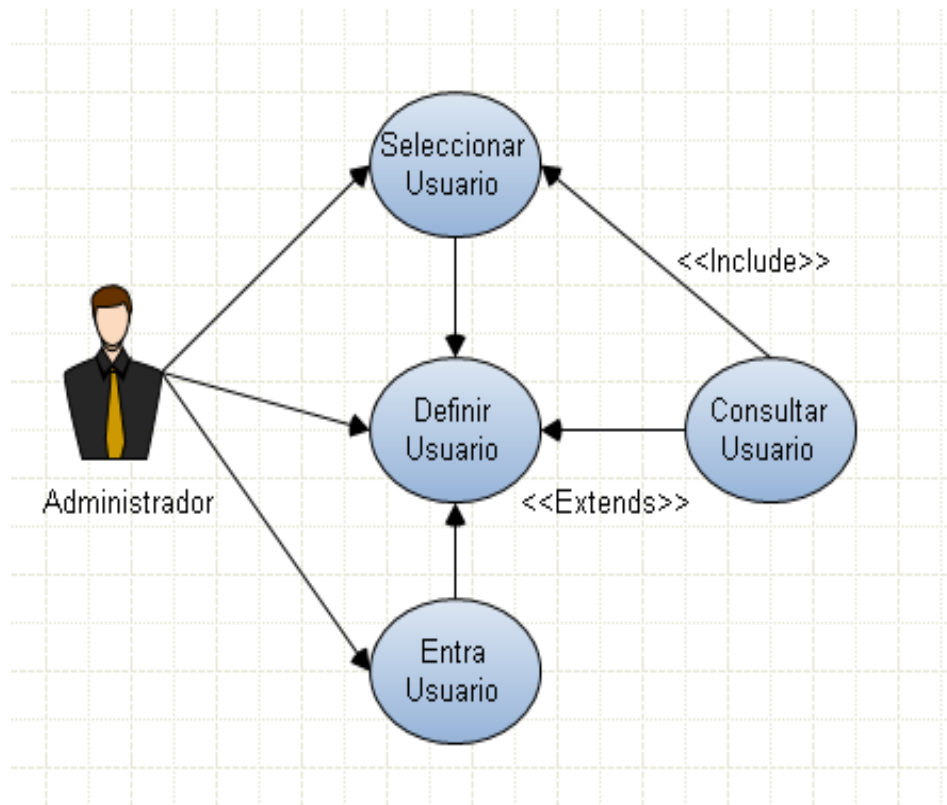 Seleccionar
Usuario
<<Include>>
Definir
Usuario
Consultar
Usuario
Administrador
<<Extends>>
Entra
Usuario